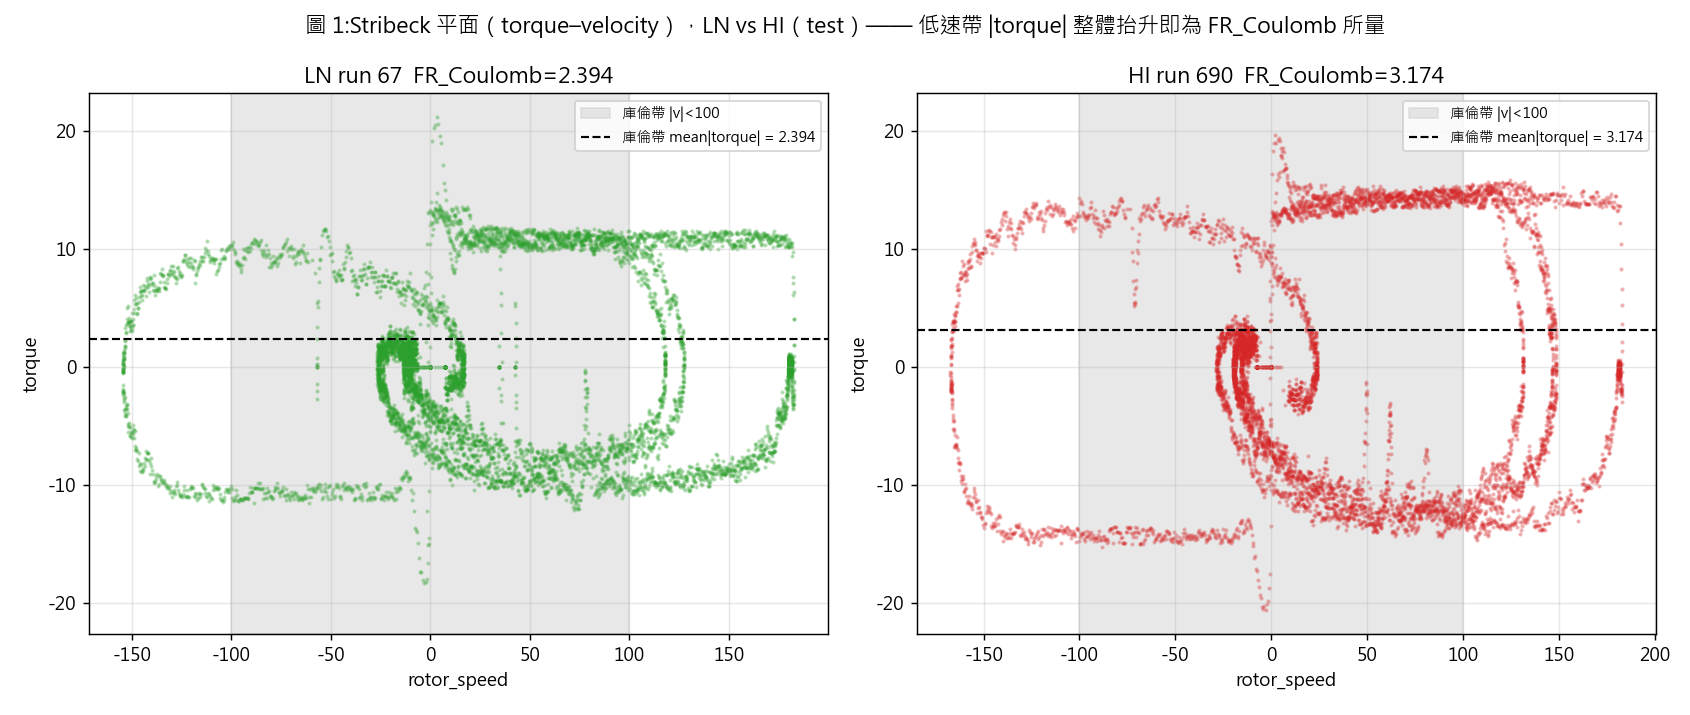 圖 1:Stribeck 平面（torque–velocity），LN vs HI（test）—— 低速帶 |torque| 整體抬升即為 FR_Coulomb 所量
LN run 67  FR_Coulomb=2.394
庫倫帶 |v|<100
庫倫帶 mean|torque| = 2.394
torque
20
10
0
-10
-20
-150 -100 -50 0 50 100 150
rotor_speed
HI run 690  FR_Coulomb=3.174
庫倫帶 |v|<100
庫倫帶 mean|torque| = 3.174
torque
20
10
0
-10
-20
-150 -100 -50 0 50 100 150 200
rotor_speed